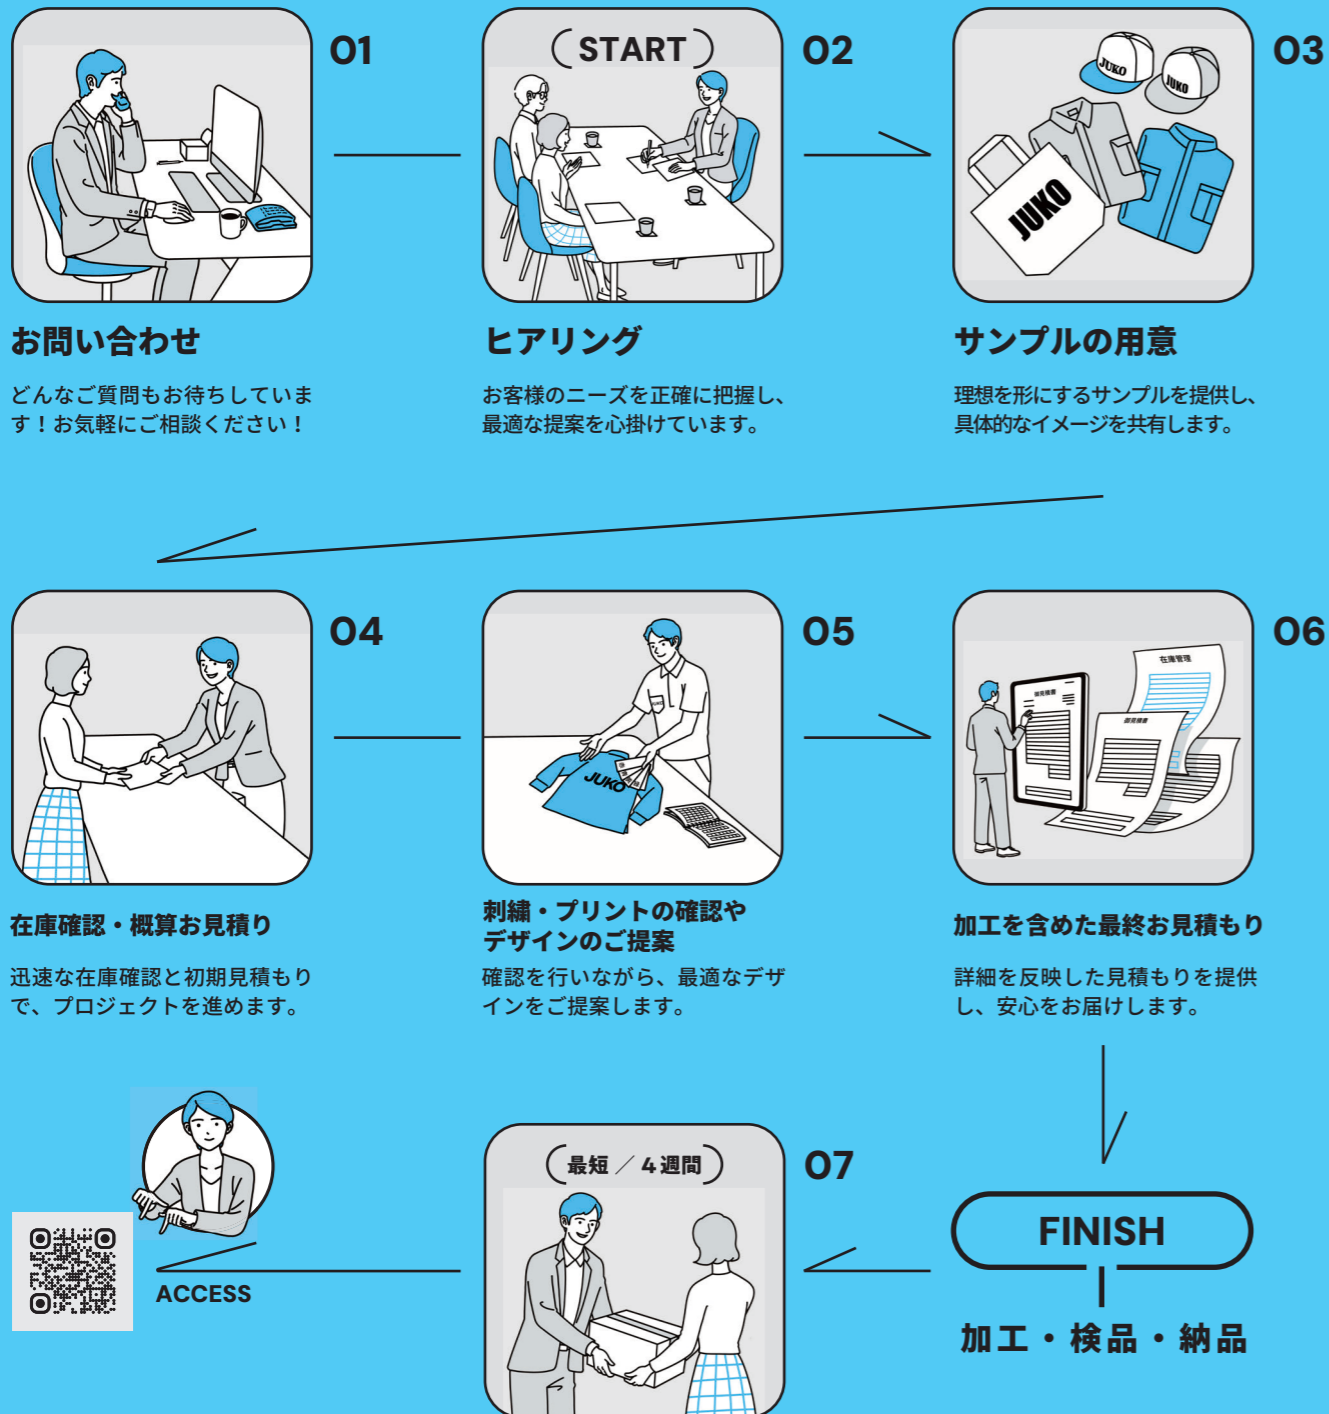 01
START
02
JUKO
JUKO
JUKO
03
お問い合わせ
どんなご質問もお待ちしていま
す！お気軽にご相談ください！
ヒアリング
お客様のニーズを正確に把握し、
最適な提案を心掛けています。
サンプルの用意
理想を形にするサンプルを提供し、
具体的なイメージを共有します。
04
JUKO
JUKO
05
在庫管理
御見積書
御見積書
06
在庫確認・概算お見積り
迅速な在庫確認と初期見積もり
で、プロジェクトを進めます。
刺繍・プリントの確認や
デザインのご提案
確認を行いながら、最適なデザ
インをご提案します。
加工を含めた最終お見積もり
詳細を反映した見積もりを提供
し、安心をお届けします。
ACCESS
最短／4週間
07
FINISH
加工・検品・納品